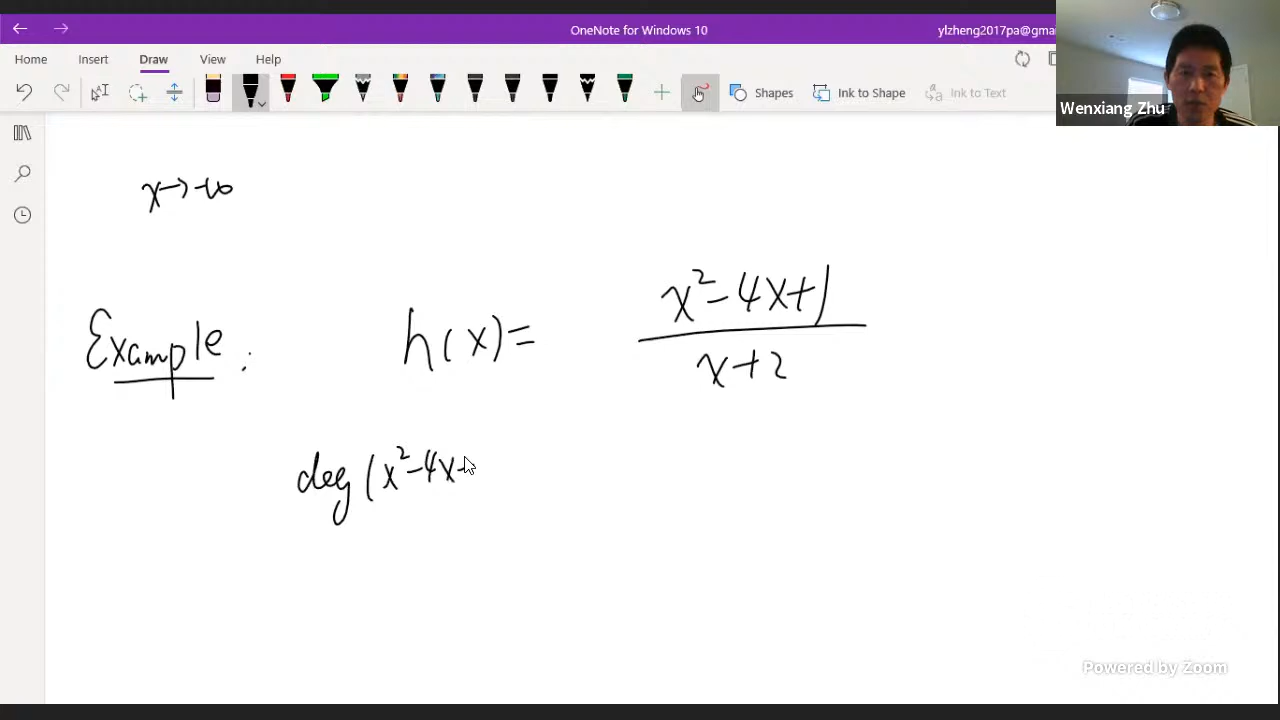 OneNote for Windows 10
ylzheng2017pa@gma
Home Insert Draw View Help
Shapes Ink to Shape Ink to Text
Wenxiang Zhu
x→-∞
Example: h(x)= x²-4x+1 / x+2
deg(x²-4x+
Powered by Zoom